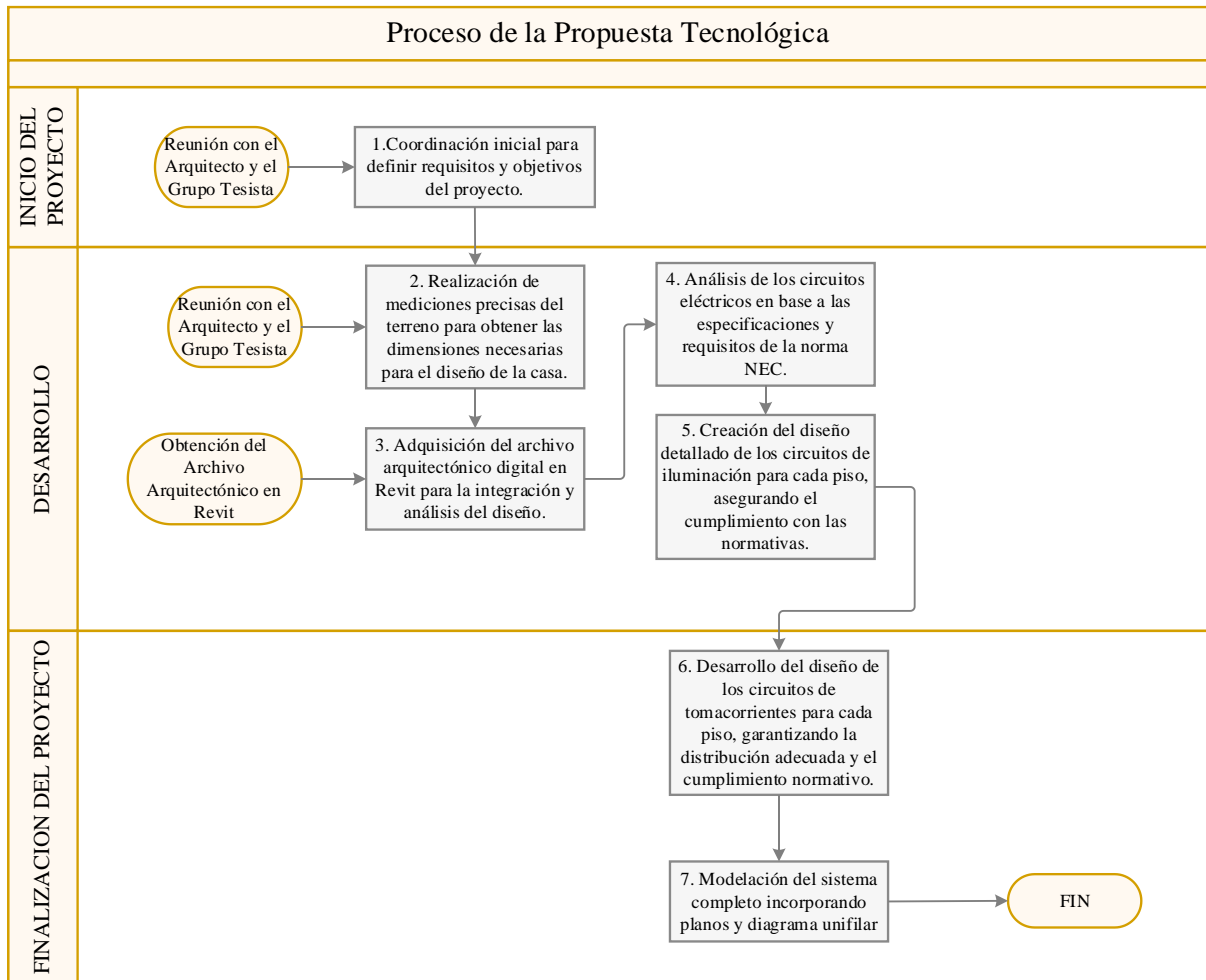 Proceso de la Propuesta Tecnológica
INICIO DEL
PROYECTO
Reunión con el
Arquitecto y el
Grupo Tesista
1.Coordinación inicial para
definir requisitos y objetivos
del proyecto.
DESARROLLO
Reunión con el
Arquitecto y el
Grupo Tesista
2. Realización de
mediciones precisas del
terreno para obtener las
dimensiones necesarias
para el diseño de la casa.
Obtención del
Archivo
Arquitectónico en
Revit
3. Adquisición del archivo
arquitectónico digital en
Revit para la integración y
análisis del diseño.
4. Análisis de los circuitos
eléctricos en base a las
especificaciones y
requisitos de la norma
NEC.
5. Creación del diseño
detallado de los circuitos de
iluminación para cada piso,
asegurando el
cumplimiento con las
normativas.
FINALIZACION DEL PROYECTO
6. Desarrollo del diseño de
los circuitos de
tomacorrientes para cada
piso, garantizando la
distribución adecuada y el
cumplimiento normativo.
7. Modelación del sistema
completo incorporando
planos y diagrama unifilar
FIN